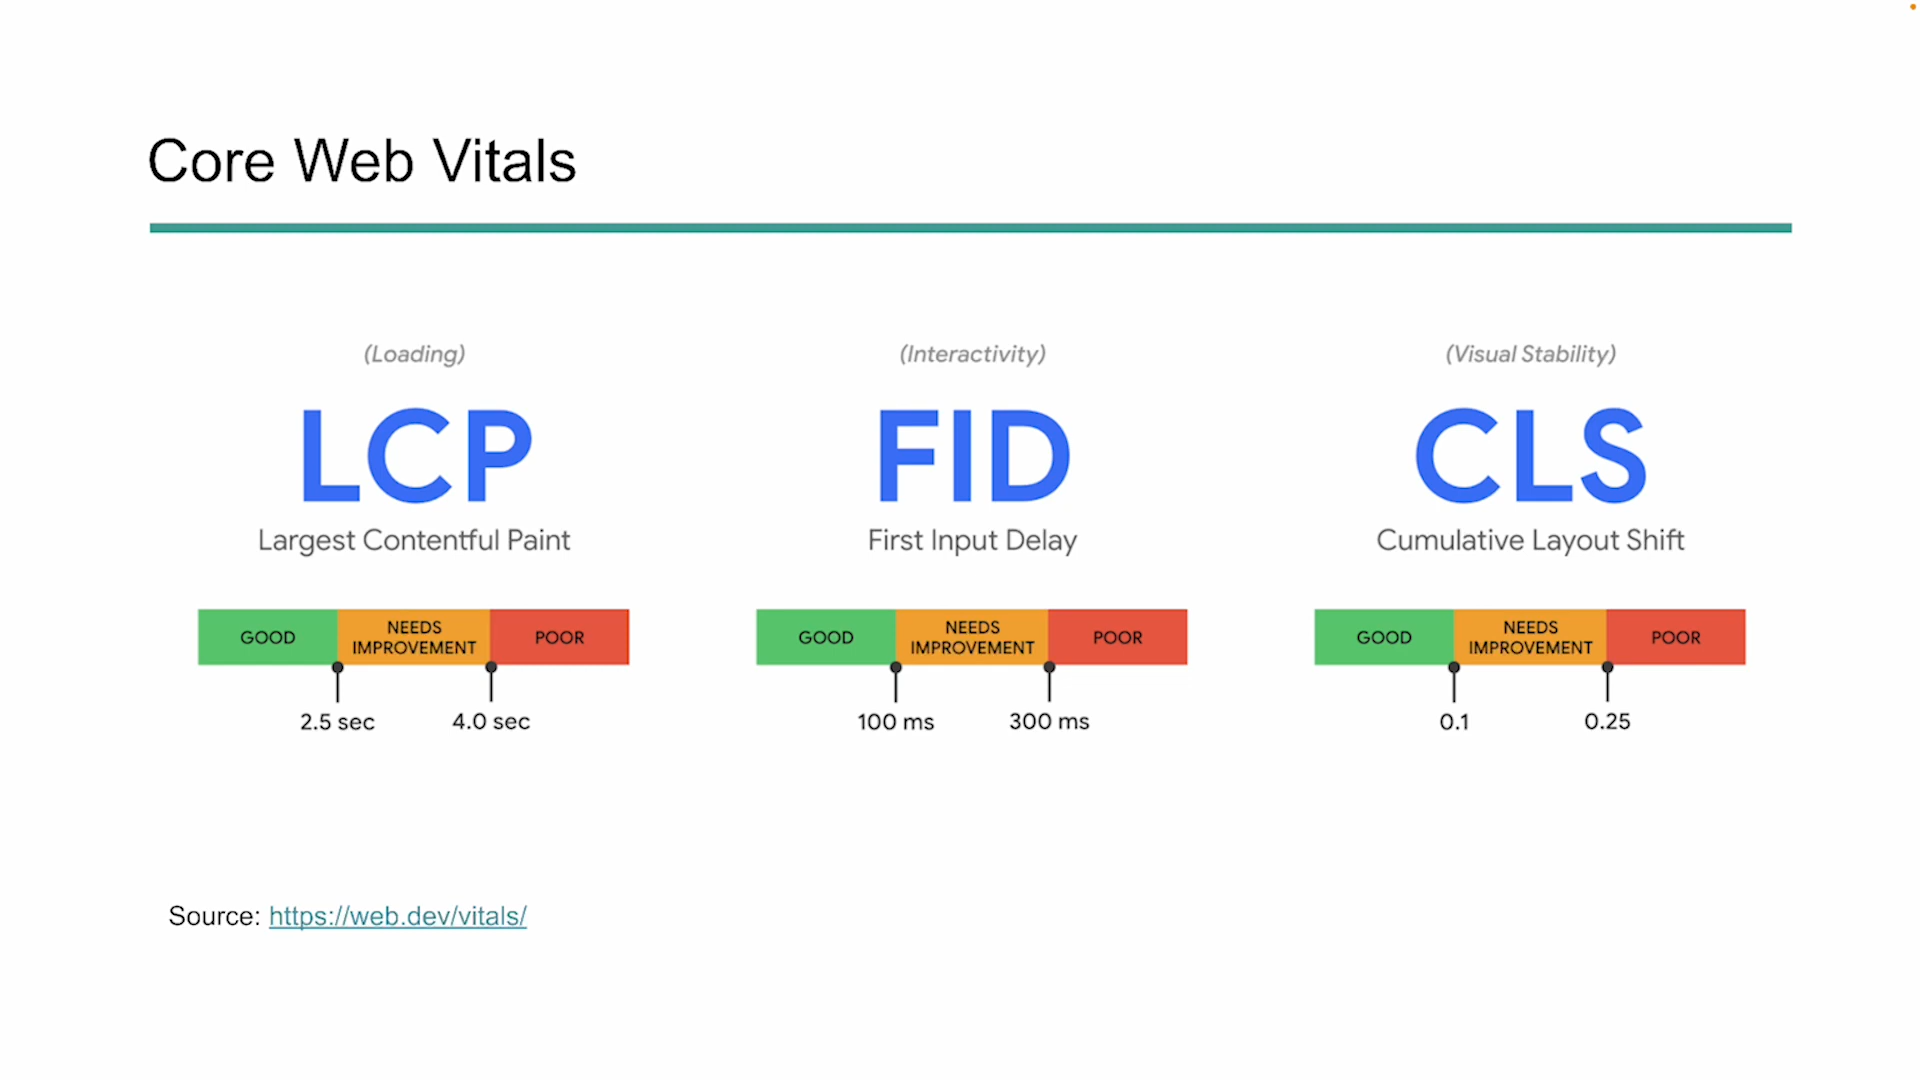 Core Web Vitals
(Loading)
LCP
Largest Contentful Paint
GOOD
NEEDS
IMPROVEMENT
POOR
2.5 sec
4.0 sec
(Interactivity)
FID
First Input Delay
GOOD
NEEDS
IMPROVEMENT
POOR
100 ms
300 ms
(Visual Stability)
CLS
Cumulative Layout Shift
GOOD
NEEDS
IMPROVEMENT
POOR
0.1
0.25
Source: https://web.dev/vitals/